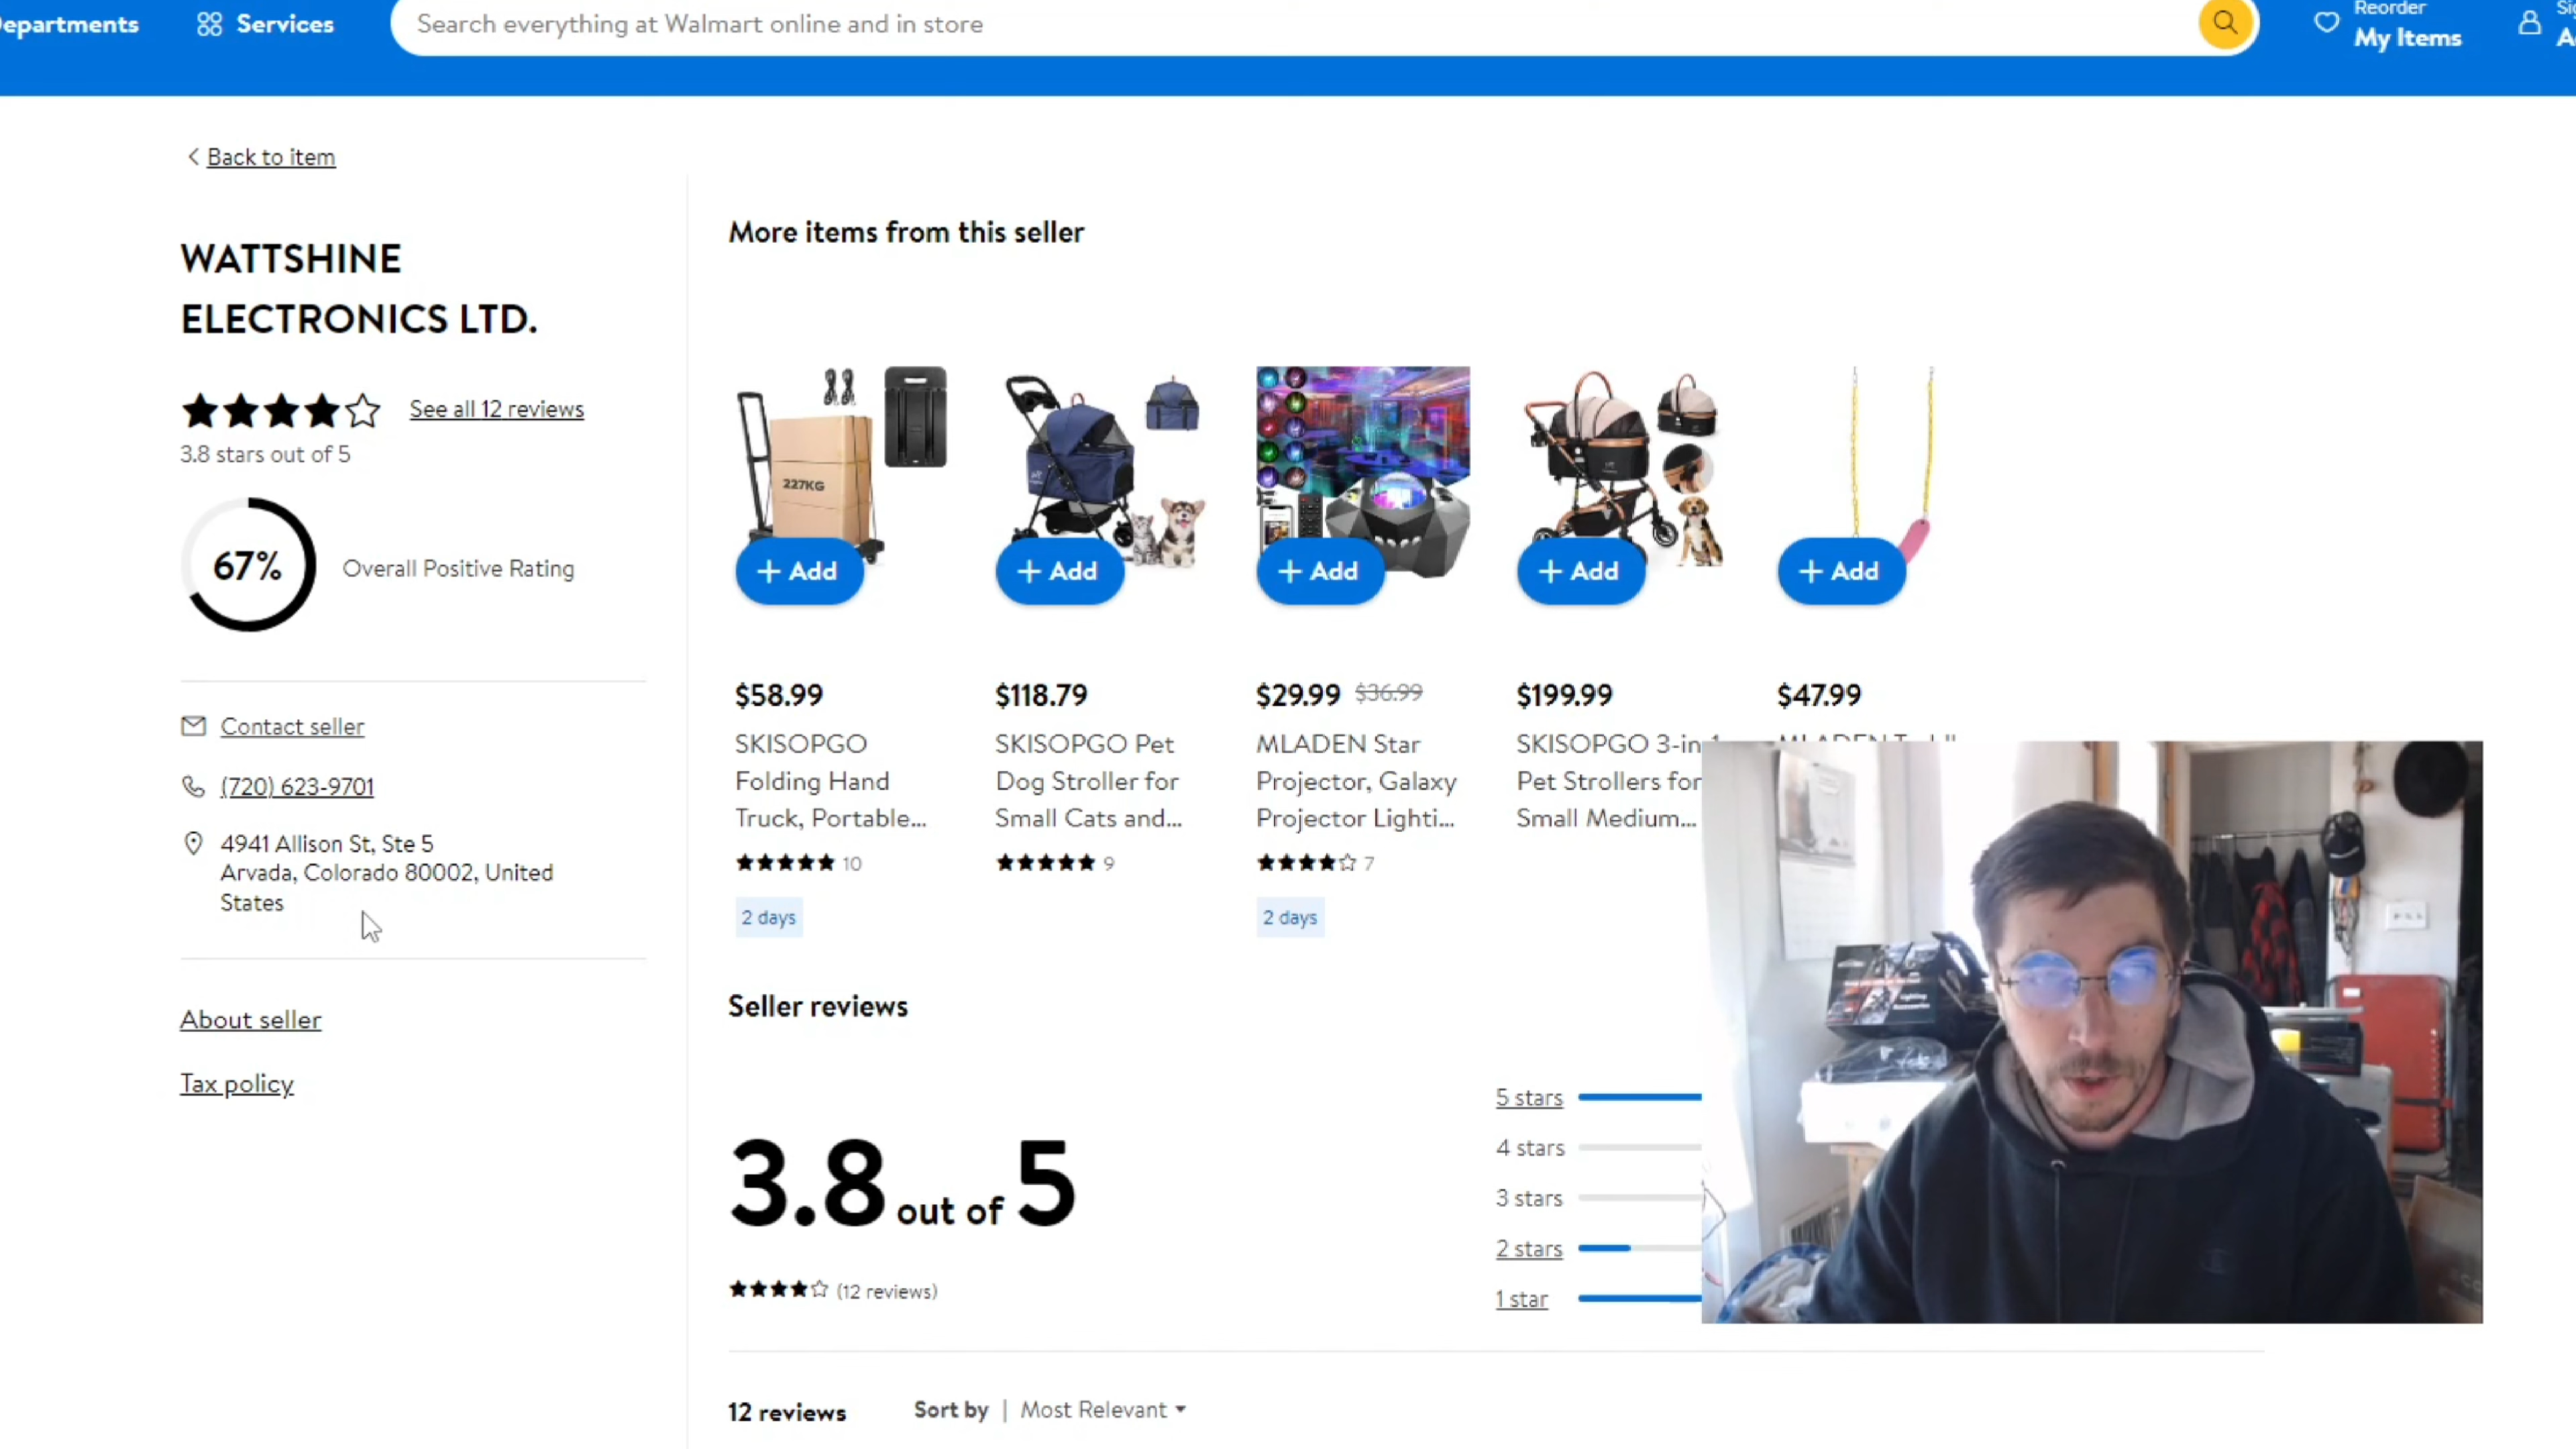 epartments
Services
Search everything at Walmart online and in store
Reorder
My Items
Back to item
WATTSHINE
ELECTRONICS LTD.
See all 12 reviews
3.8 stars out of 5
67%
Overall Positive Rating
Contact seller
(720) 623-9701
4941 Allison St, Ste 5
Arvada, Colorado 80002, United
States
About seller
Tax policy
More items from this seller
227KG
+ Add
+ Add
+ Add
+ Add
+ Add
$58.99
SKISOPGO
Folding Hand
Truck, Portable...
10
2 days
$118.79
SKISOPGO Pet
Dog Stroller for
Small Cats and...
9
$29.99 $36.99
MLADEN Star
Projector, Galaxy
Projector Lighti...
7
2 days
$199.99
SKISOPGO 3-in-1
Pet Strollers for
Small Medium...
$47.99
Seller reviews
3.8 out of 5
(12 reviews)
5 stars
4 stars
3 stars
2 stars
1 star
12 reviews
Sort by | Most Relevant